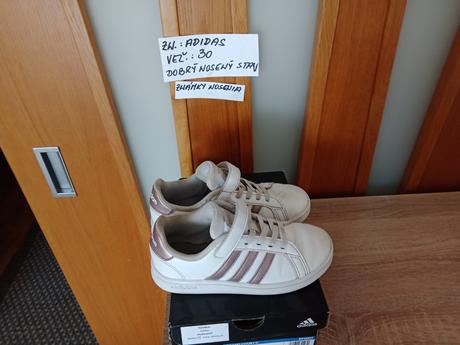 ZN.: ADIDAS
VEĽ.: 30
DOBRÝ NOSENÝ STAV
ZNÁMKY NOSENIA
adidas